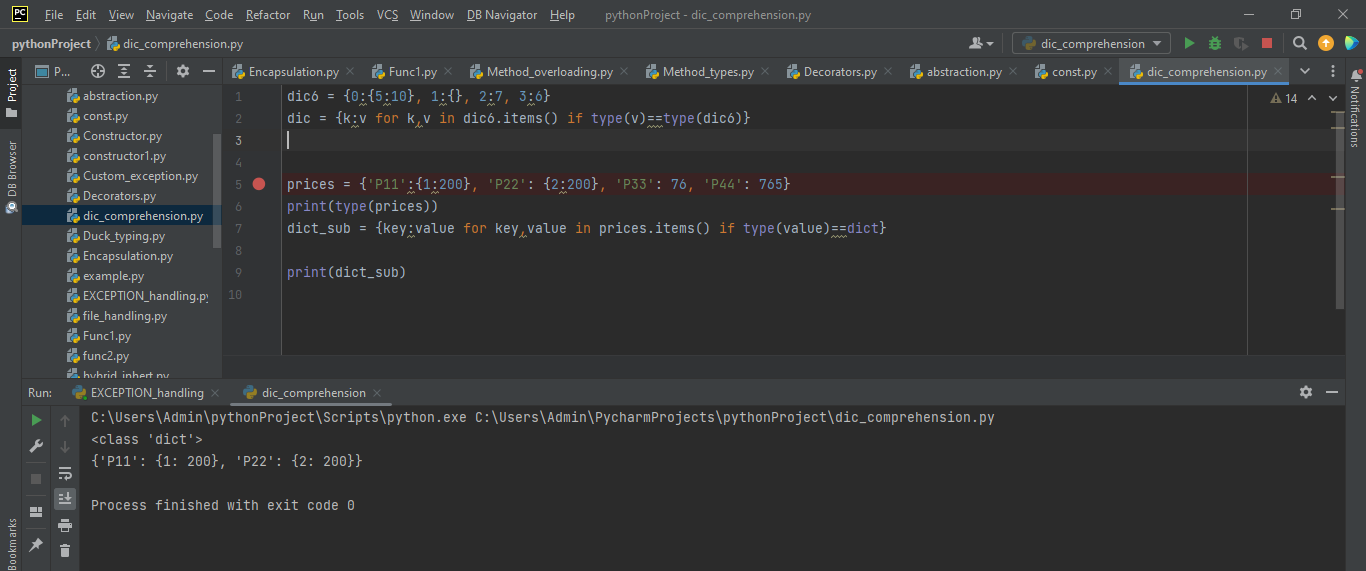 PC File Edit View Navigate Code Refactor Run Tools VCS Window DB Navigator Help pythonProject - dic_comprehension.py
pythonProject dic_comprehension.py dic_comprehension
Project
DB Browser
Bookmarks
P...
abstraction.py
const.py
Constructor.py
constructor1.py
Custom_exception.py
Decorators.py
dic_comprehension.py
Duck_typing.py
Encapsulation.py
example.py
EXCEPTION_handling.py
file_handling.py
Func1.py
func2.py
hybrid_inhert.py
Encapsulation.py Func1.py Method_overloading.py Method_types.py Decorators.py abstraction.py const.py dic_comprehension.py
14
1 dic6 = {0:{5:10}, 1:{}, 2:7, 3:6}
2 dic = {k:v for k,v in dic6.items() if type(v)==type(dic6)}
3
4
5 prices = {'P11':{1:200}, 'P22': {2:200}, 'P33': 76, 'P44': 765}
6 print(type(prices))
7 dict_sub = {key:value for key,value in prices.items() if type(value)==dict}
8
9 print(dict_sub)
10
Notifications
Run: EXCEPTION_handling dic_comprehension
C:\Users\Admin\pythonProject\Scripts\python.exe C:\Users\Admin\PycharmProjects\pythonProject\dic_comprehension.py
<class 'dict'>
{'P11': {1: 200}, 'P22': {2: 200}}
Process finished with exit code 0